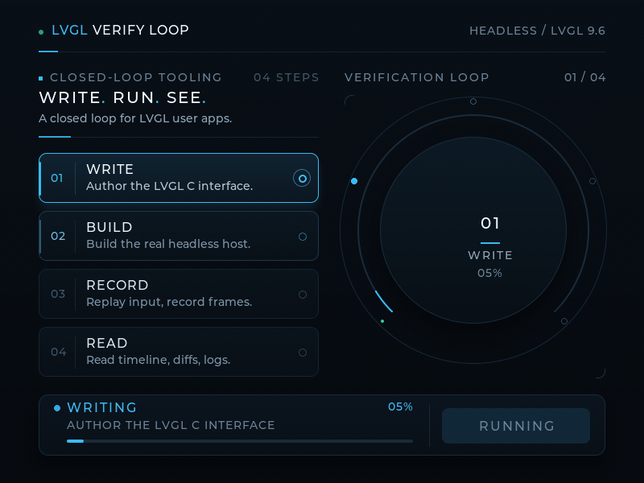 LVGL VERIFY LOOP
HEADLESS / LVGL 9.6
CLOSED-LOOP TOOLING
04 STEPS
WRITE. RUN. SEE.
A closed loop for LVGL user apps.
01
WRITE
Author the LVGL C interface.
02
BUILD
Build the real headless host.
03
RECORD
Replay input, record frames.
04
READ
Read timeline, diffs, logs.
VERIFICATION LOOP
01 / 04
01
WRITE
05%
WRITING
05%
AUTHOR THE LVGL C INTERFACE
RUNNING